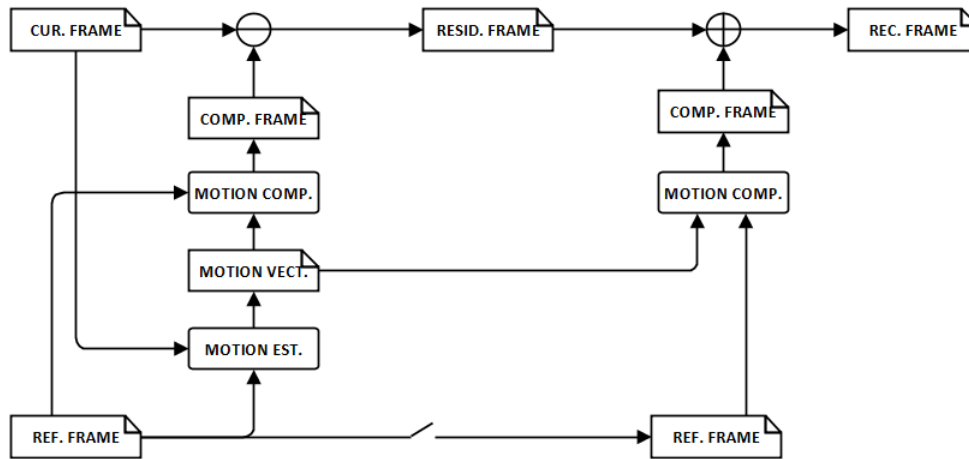 CUR. FRAME
RESID. FRAME
REC. FRAME
COMP. FRAME
COMP. FRAME
MOTION COMP.
MOTION COMP.
MOTION VECT.
MOTION EST.
REF. FRAME
REF. FRAME